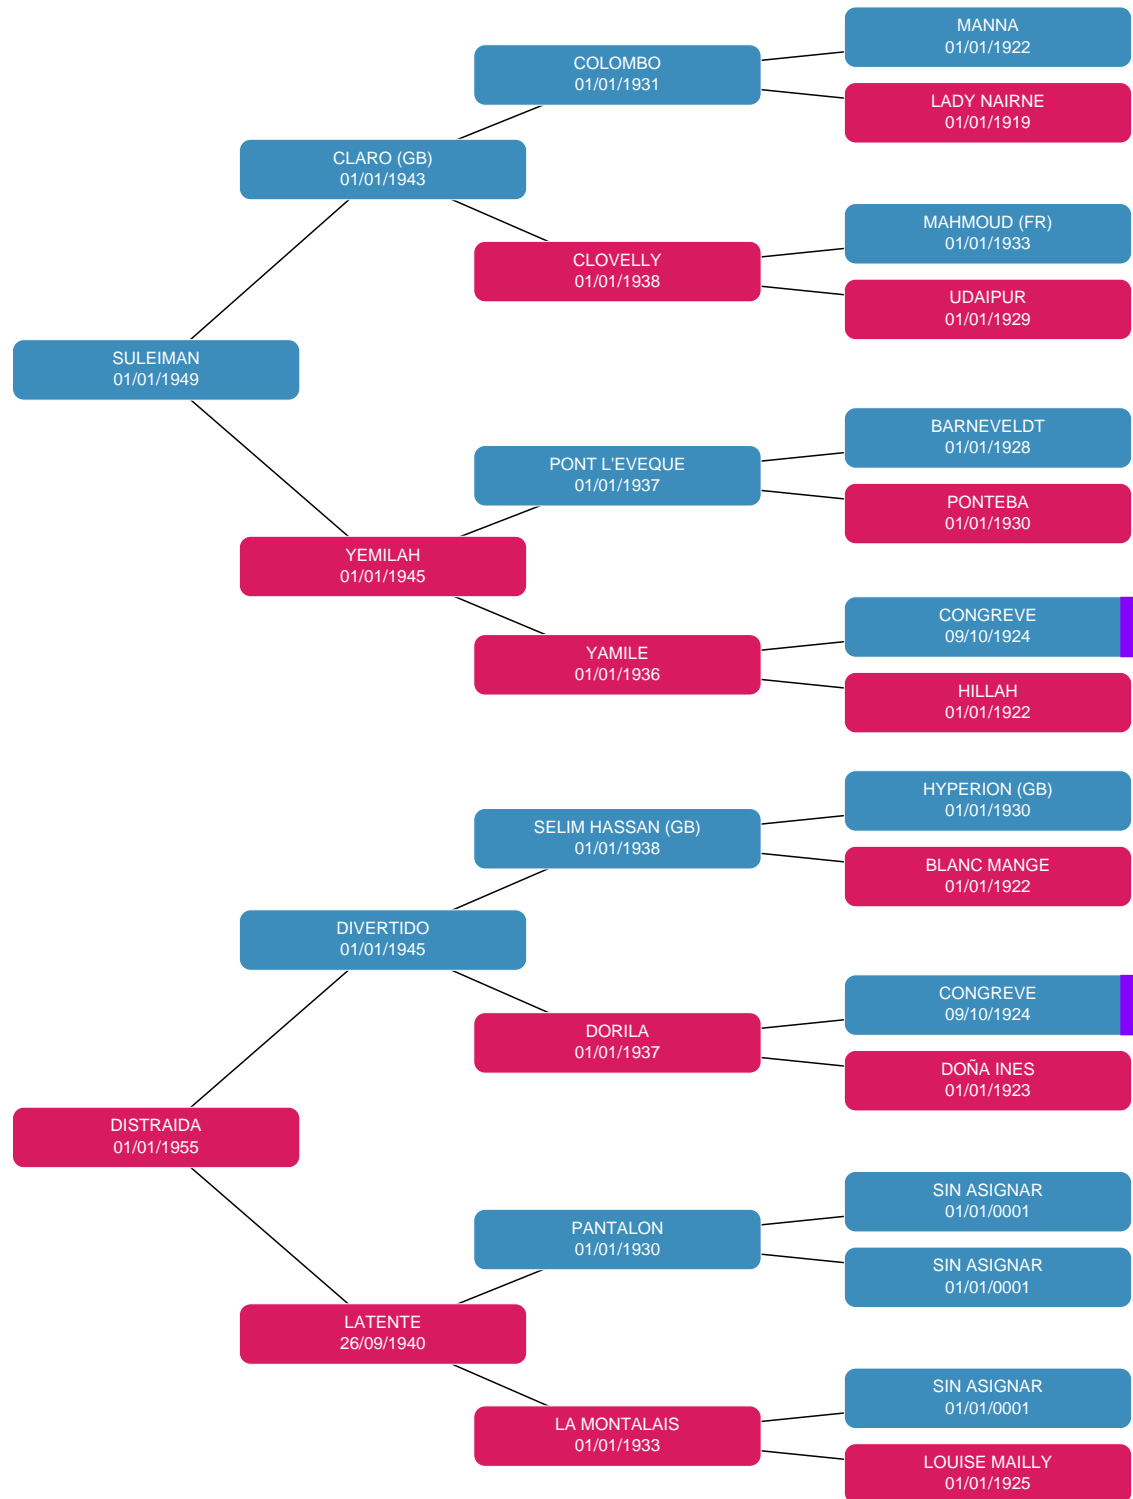 MANNA
01/01/1922
COLOMBO
01/01/1931
LADY NAIRNE
01/01/1919
CLARO (GB)
01/01/1943
MAHMOUD (FR)
01/01/1933
CLOVELLY
01/01/1938
UDAIPUR
01/01/1929
SULEIMAN
01/01/1949
BARNEVELDT
01/01/1928
PONT L'EVEQUE
01/01/1937
PONTEBA
01/01/1930
YEMILAH
01/01/1945
CONGREVE
09/10/1924
YAMILE
01/01/1936
HILLAH
01/01/1922
HYPERION (GB)
01/01/1930
SELIM HASSAN (GB)
01/01/1938
BLANC MANGE
01/01/1922
DIVERTIDO
01/01/1945
CONGREVE
09/10/1924
DORILA
01/01/1937
DOÑA INES
01/01/1923
DISTRAIDA
01/01/1955
SIN ASIGNAR
01/01/0001
PANTALON
01/01/1930
SIN ASIGNAR
01/01/0001
LATENTE
26/09/1940
SIN ASIGNAR
01/01/0001
LA MONTALAIS
01/01/1933
LOUISE MAILLY
01/01/1925